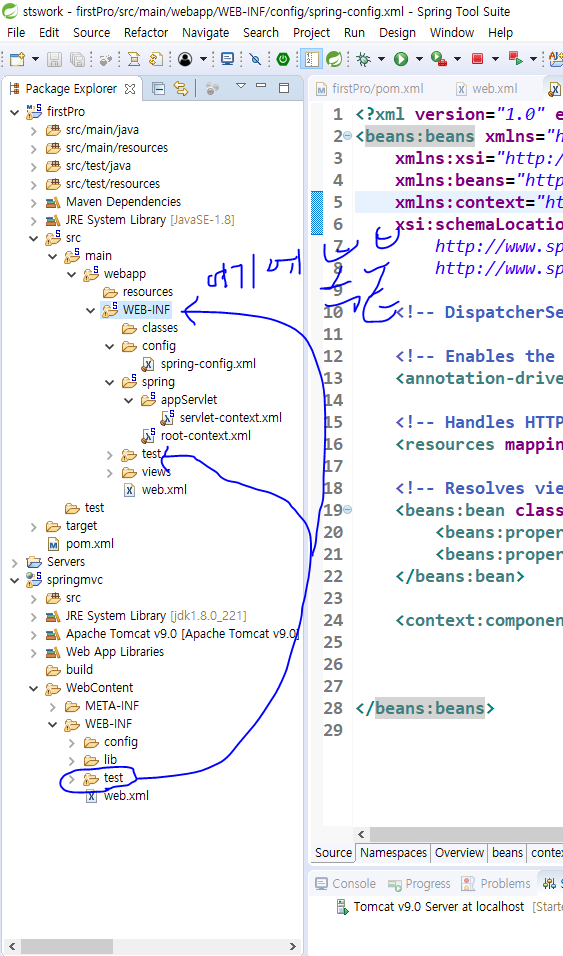 stswork - firstPro/src/main/webapp/WEB-INF/config/spring-config.xml - Spring Tool Suite
File Edit Source Refactor Navigate Search Project Run Design Window Help
Package Explorer
firstPro/pom.xml
web.xml
firstPro
src/main/java
src/main/resources
src/test/java
src/test/resources
Maven Dependencies
JRE System Library [JavaSE-1.8]
src
main
webapp
resources
WEB-INF
classes
config
spring-config.xml
spring
appServlet
servlet-context.xml
root-context.xml
test
views
web.xml
test
target
pom.xml
Servers
springmvc
src
JRE System Library [jdk1.8.0_221]
Apache Tomcat v9.0 [Apache Tomcat v9.0]
Web App Libraries
build
WebContent
META-INF
WEB-INF
config
lib
test
web.xml
여기에
1 <?xml version="1.0" e
2 <beans:beans xmlns="h
3 xmlns:xsi="http:/
4 xmlns:beans="http
5 xmlns:context="ht
6 xsi:schemaLocatio
7 http://www.sp
8 http://www.sp
9
10 <!-- DispatcherSe
11
12 <!-- Enables the
13 <annotation-drive
14
15 <!-- Handles HTTP
16 <resources mappin
17
18 <!-- Resolves vie
19 <beans:bean class
20 <beans:proper
21 <beans:proper
22 </beans:bean>
23
24 <context:componen
25
26
27
28 </beans:beans>
29
Source Namespaces Overview beans conte
Console Progress Problems
Tomcat v9.0 Server at localhost [Starte